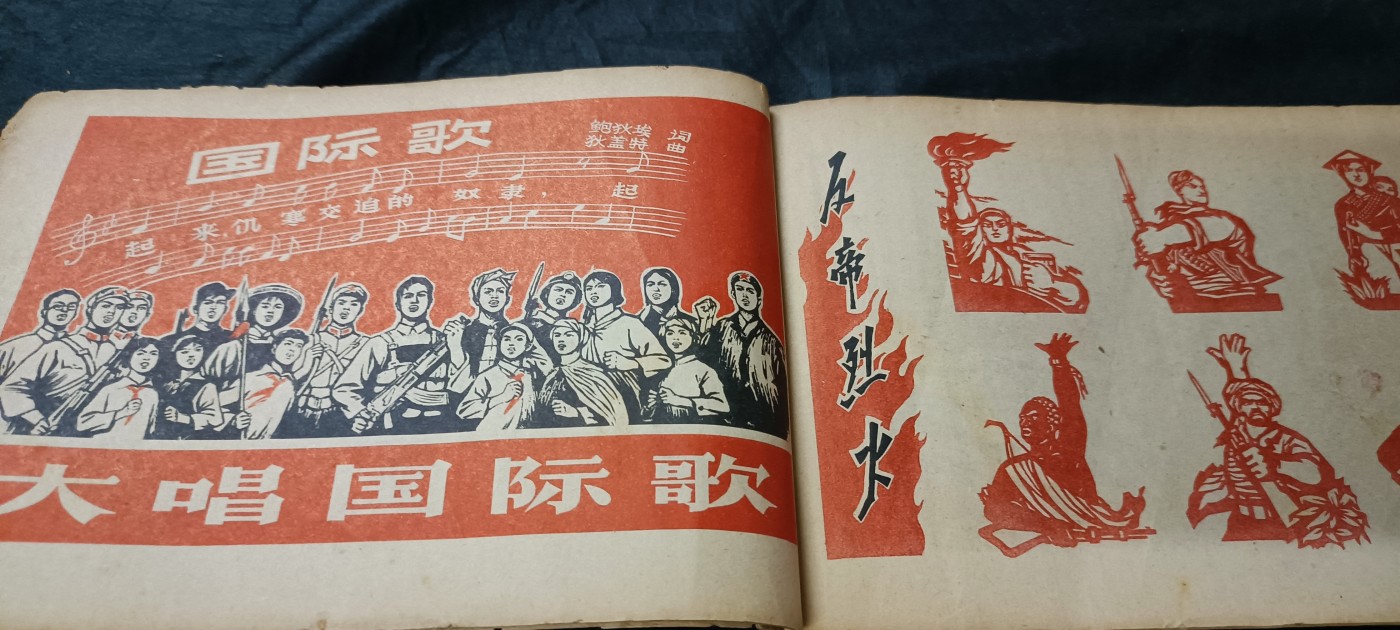 国际歌
鲍狄埃 词
狄盖特 曲
起来饥寒交迫的奴隶，起
大唱国际歌
反帝烈火